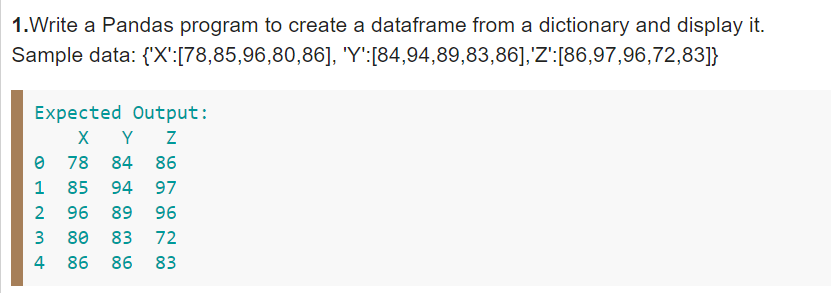 1.Write a Pandas program to create a dataframe from a dictionary and display it.
Sample data: {'X':[78,85,96,80,86], 'Y':[84,94,89,83,86],'Z':[86,97,96,72,83]}
Expected Output:
X Y Z
0 78 84 86
1 85 94 97
2 96 89 96
3 80 83 72
4 86 86 83